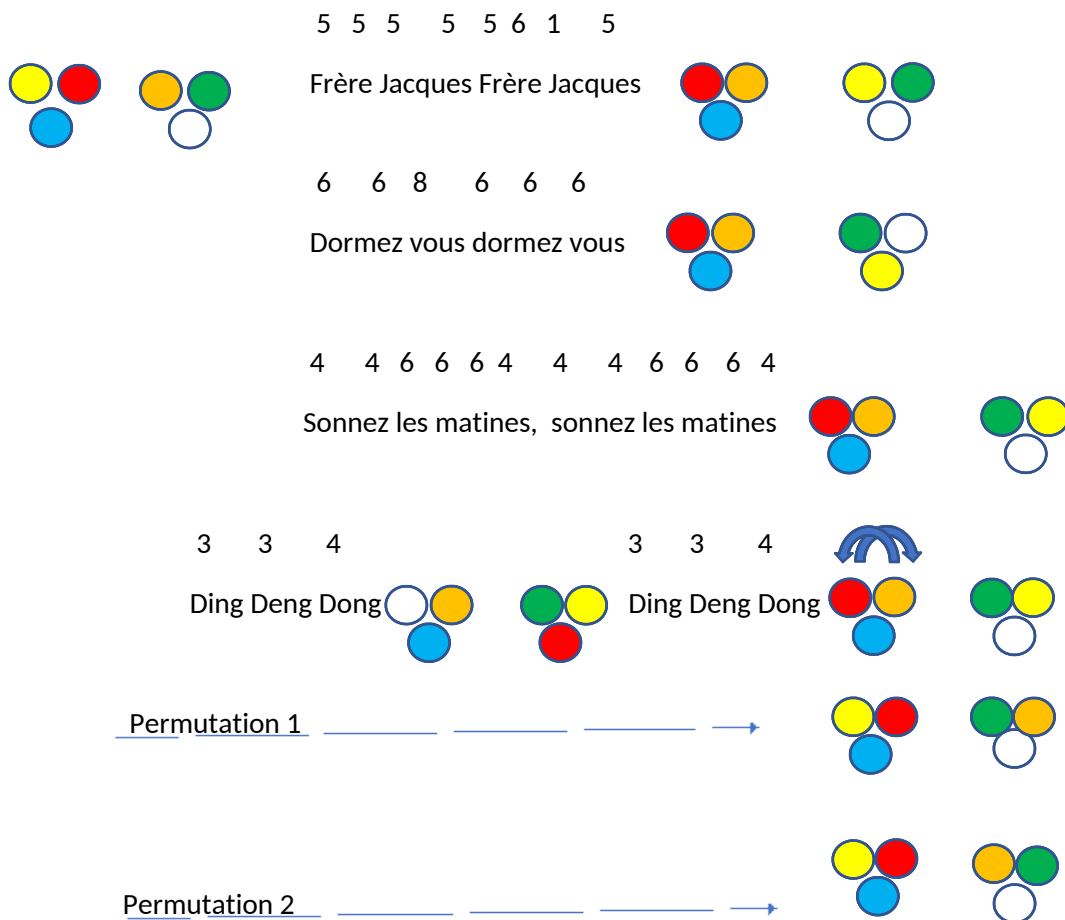 5 5 5 5 5 6 1 5
Frère Jacques Frère Jacques
6 6 8 6 6 6
Dormez vous dormez vous
4 4 6 6 6 4 4 4 6 6 6 4
Sonnez les matines, sonnez les matines
3 3 4 3 3 4
Ding Deng Dong Ding Deng Dong
Permutation 1
Permutation 2